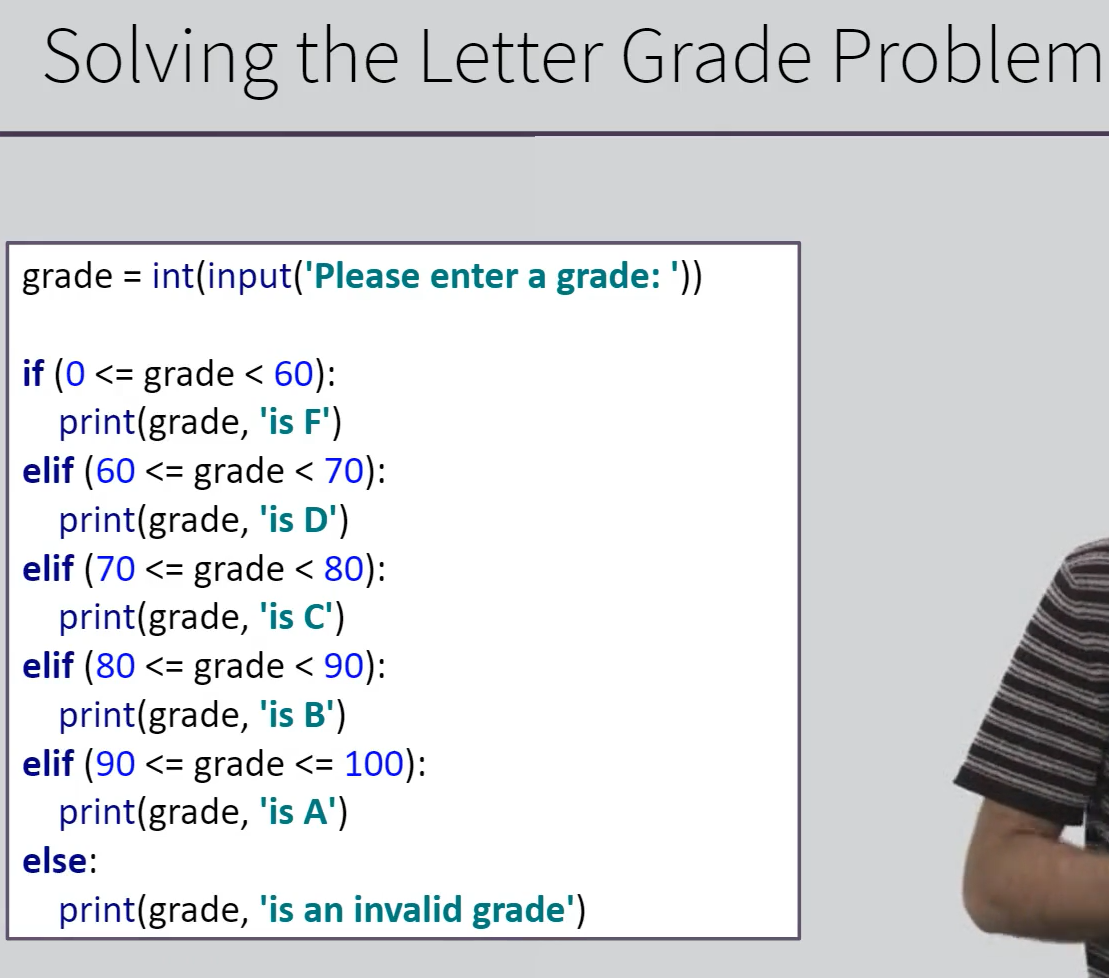 Solving the Letter Grade Problem
grade = int(input('Please enter a grade: '))
if (0 <= grade < 60):
print(grade, 'is F')
elif (60 <= grade < 70):
print(grade, 'is D')
elif (70 <= grade < 80):
print(grade, 'is C')
elif (80 <= grade < 90):
print(grade, 'is B')
elif (90 <= grade <= 100):
print(grade, 'is A')
else:
print(grade, 'is an invalid grade')